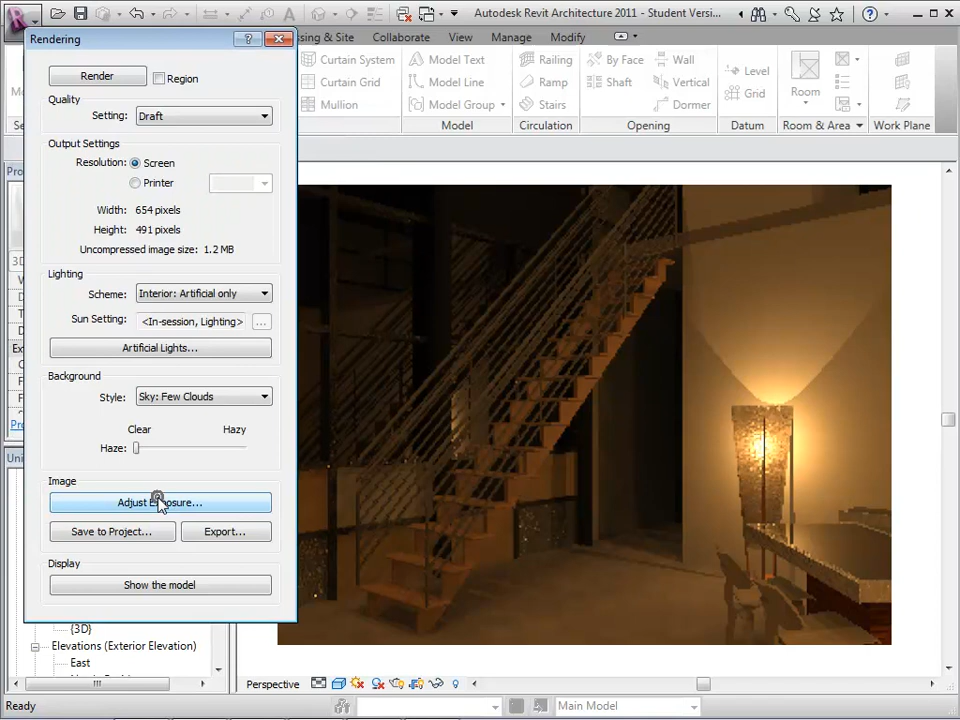 Autodesk Revit Architecture 2011 - Student Versi...
Rendering
Collaborate View Manage Modify
Render Region
Quality
Setting: Draft
Output Settings
Resolution: Screen
Printer
Width: 654 pixels
Height: 491 pixels
Uncompressed image size: 1.2 MB
Lighting
Scheme: Interior: Artificial only
Sun Setting: <In-session, Lighting> ...
Artificial Lights...
Background
Style: Sky: Few Clouds
Clear Hazy
Haze:
Image
Adjust Exposure...
Save to Project... Export...
Display
Show the model
ssing & Site
Curtain System Model Text Railing By Face Wall Level
Curtain Grid Model Line Ramp Shaft Vertical Grid Room
Mullion Model Group Stairs Dormer
Model Circulation Opening Datum Room & Area Work Plane
{3D}
Elevations (Exterior Elevation)
East
Perspective
Ready
Main Model